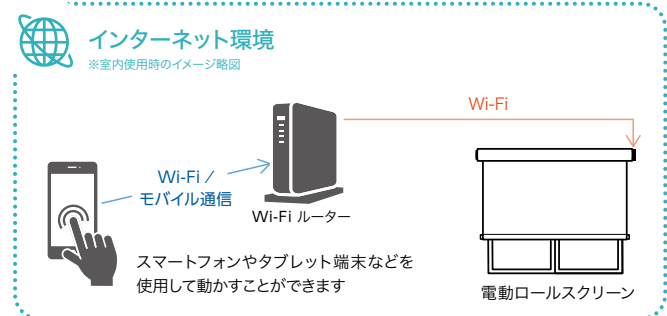 インターネット環境
※室内使用時のイメージ略図
Wi-Fi
Wi-Fi /
モバイル通信
Wi-Fi ルーター
スマートフォンやタブレット端末などを
使用して動かすことができます
電動ロールスクリーン